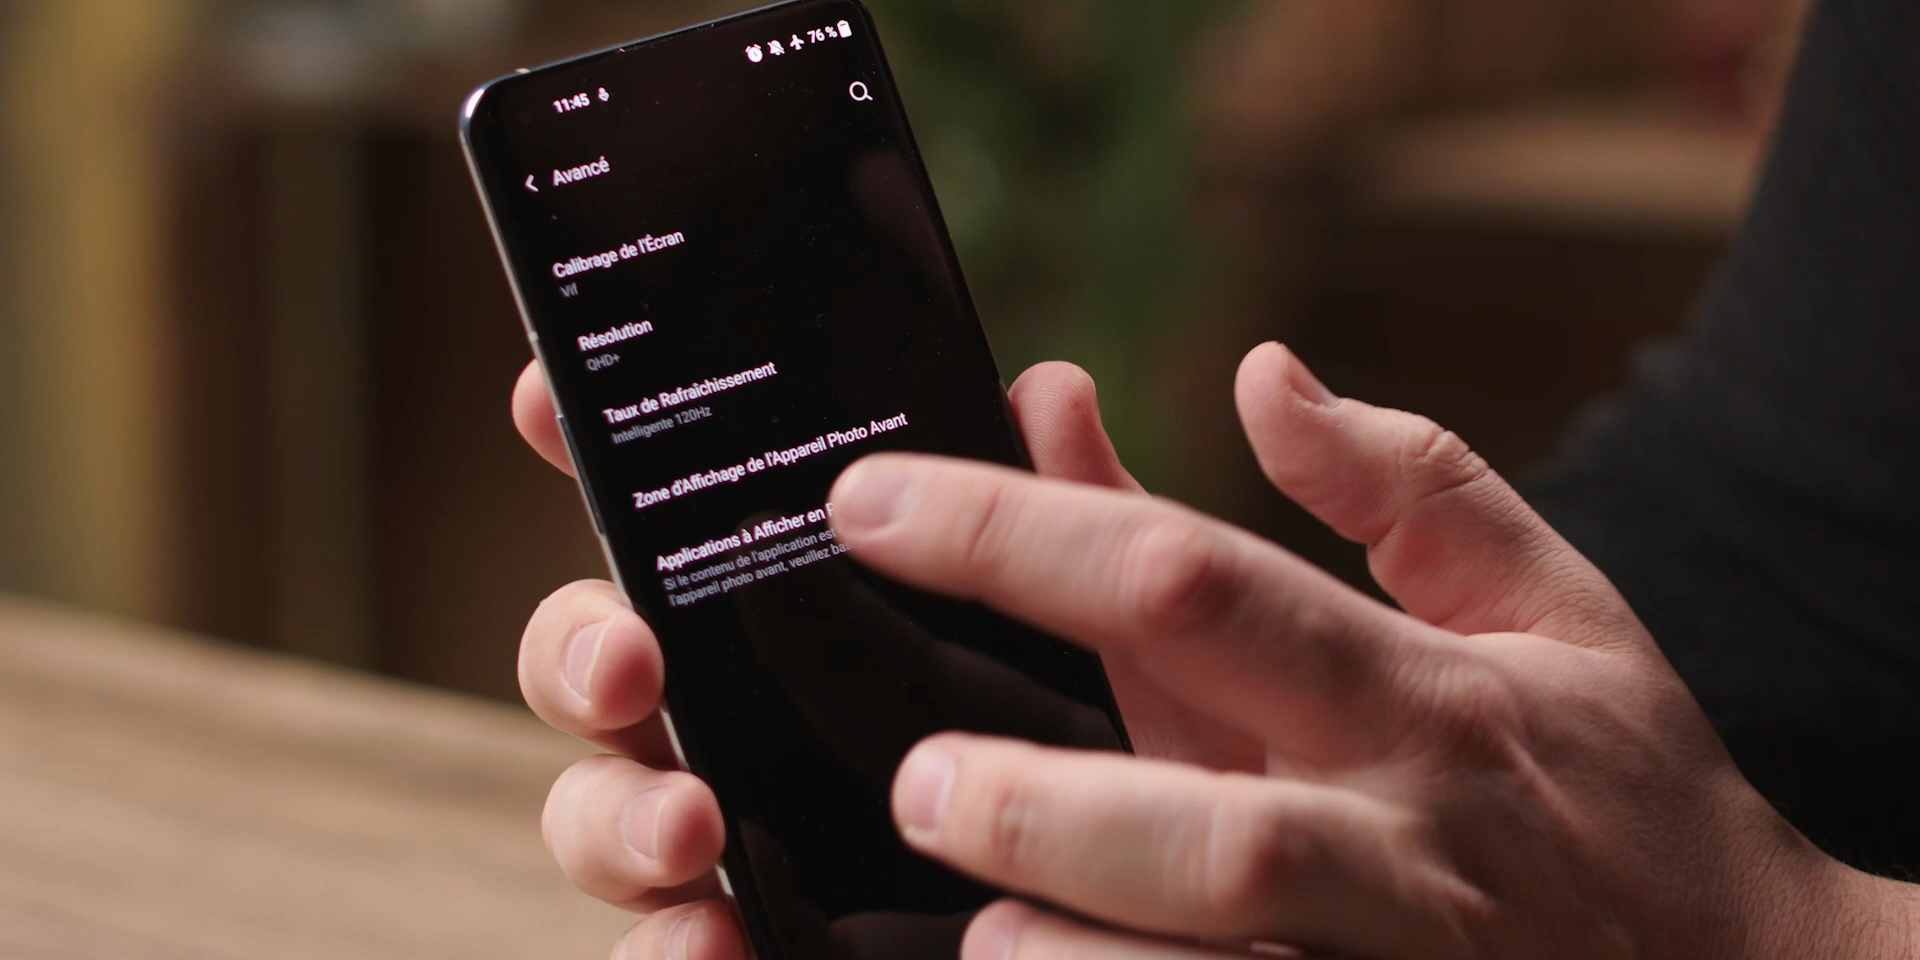 11:45 76 %
Avancé
Calibrage de l'Écran
Vif
Résolution
QHD+
Taux de Rafraîchissement
Intelligente 120Hz
Zone d'Affichage de l'Appareil Photo Avant
Applications à Afficher en
Si le contenu de l'application est
l'appareil photo avant, veuillez